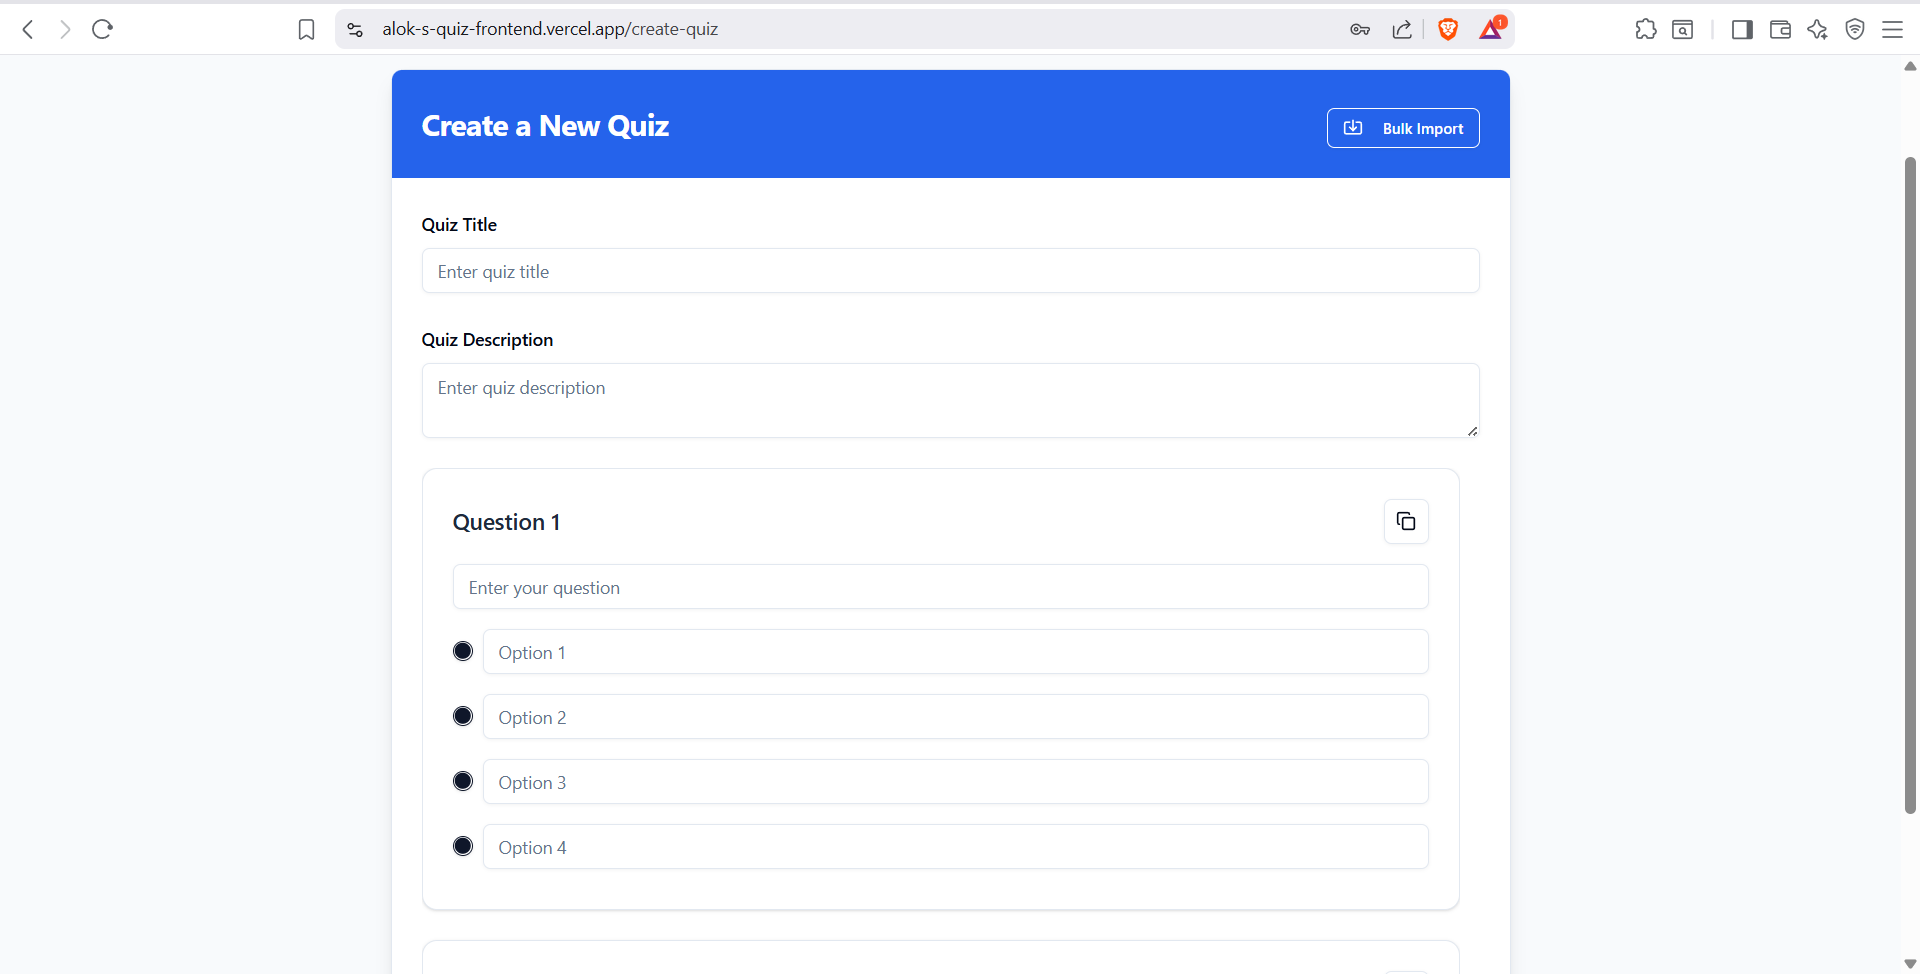 alok-s-quiz-frontend.vercel.app/create-quiz
1
Create a New Quiz
Bulk Import
Quiz Title
Enter quiz title
Quiz Description
Enter quiz description
Question 1
Enter your question
Option 1
Option 2
Option 3
Option 4